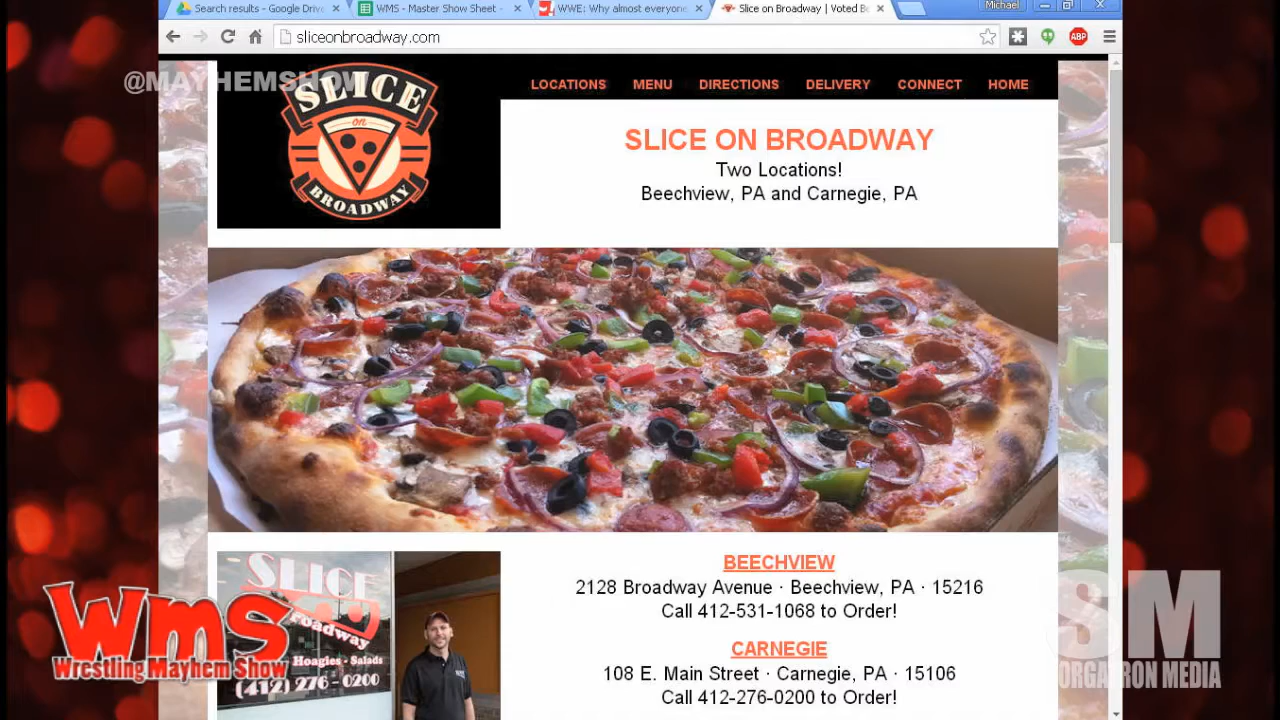 Search results - Google Drive
WMS - Master Show Sheet -
WWE: Why almost everyone
Slice on Broadway | Voted B
Michael
sliceonbroadway.com
ABP
@MAYHEMSHOW
SLICE
on
BROADWAY
LOCATIONS MENU DIRECTIONS DELIVERY CONNECT HOME
SLICE ON BROADWAY
Two Locations!
Beechview, PA and Carnegie, PA
SLICE
roadway
Hoagies - Salads
(412) 276-0200
BEECHVIEW
2128 Broadway Avenue · Beechview, PA · 15216
Call 412-531-1068 to Order!
CARNEGIE
108 E. Main Street · Carnegie, PA · 15106
Call 412-276-0200 to Order!
WMS
Wrestling Mayhem Show
SM
ORGATRON MEDIA